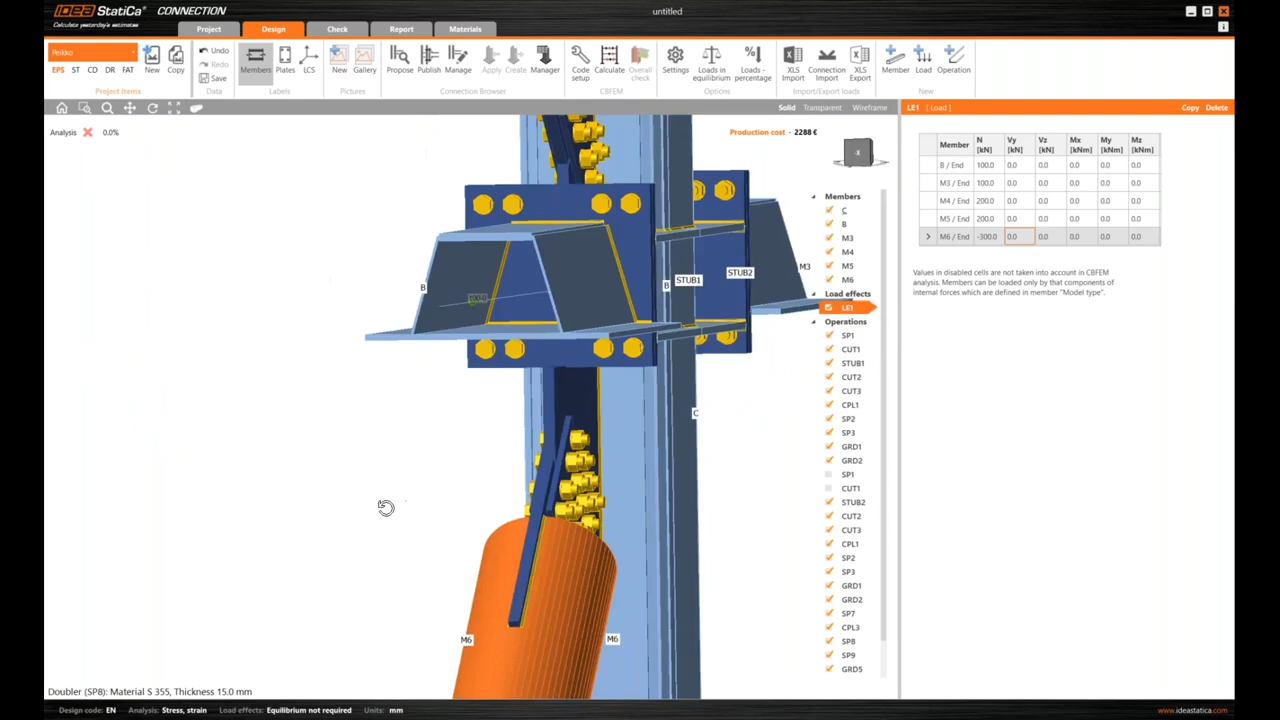 IDEA StatiCa® CONNECTION
Calculate yesterday's estimates
untitled
Project Design Check Report Materials
Peikko
EPS ST CD DR FAT
New Copy
Undo
Redo
Save
Members Plates LCS
New Gallery
Propose Publish Manage Apply Create Manager
Code setup Calculate Overall check
Settings Loads in equilibrium Loads - percentage
XLS Import Connection Import XLS Export
Member Load Operation
Project Items Data Labels Pictures Connection Browser CBFEM Options Import/Export loads New
Solid Transparent Wireframe
LE1 [ Load ] Copy Delete
Analysis 0.0%
Production cost - 2288 €
-X
Member N [kN] Vy [kN] Vz [kN] Mx [kNm] My [kNm] Mz [kNm]
B / End 100.0 0.0 0.0 0.0 0.0 0.0
M3 / End 100.0 0.0 0.0 0.0 0.0 0.0
M4 / End 200.0 0.0 0.0 0.0 0.0 0.0
M5 / End 200.0 0.0 0.0 0.0 0.0 0.0
M6 / End -300.0 0.0 0.0 0.0 0.0 0.0
Values in disabled cells are not taken into account in CBFEM
analysis. Members can be loaded only by that components of
internal forces which are defined in member "Model type".
Members
C
B
M3
M4
M5
M6
Load effects
LE1
Operations
SP1
CUT1
STUB1
CUT2
CUT3
CPL1
SP2
SP3
GRD1
GRD2
SP1
CUT1
STUB2
CUT2
CUT3
CPL1
SP2
SP3
GRD1
GRD2
SP7
CPL3
SP8
SP9
GRD5
B
B
STUB1
STUB2
M3
C
M6
M6
Doubler (SP8): Material S 355, Thickness 15.0 mm
Design code: EN Analysis: Stress, strain Load effects: Equilibrium not required Units: mm
www.ideastatica.com